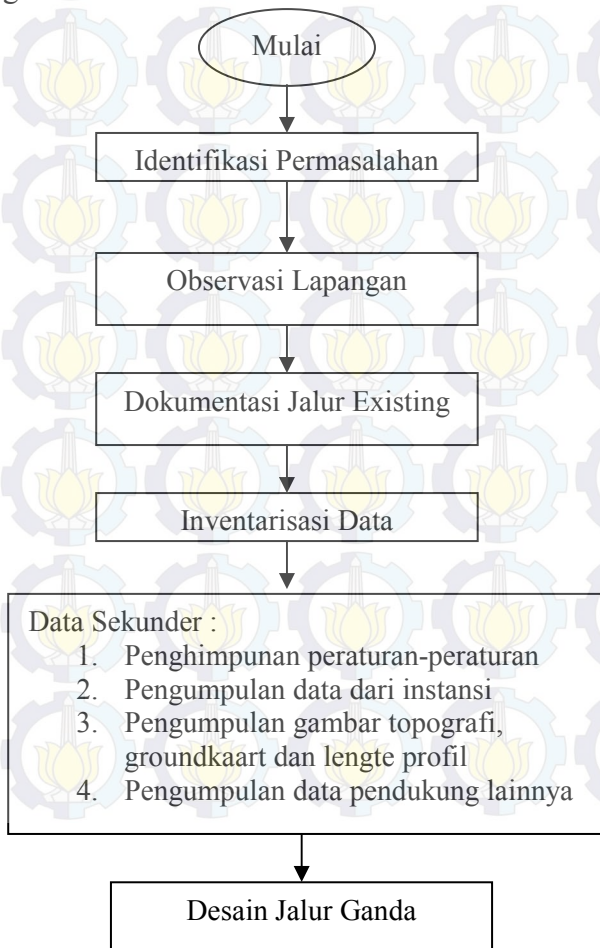 Mulai
Identifikasi Permasalahan
Observasi Lapangan
Dokumentasi Jalur Existing
Inventarisasi Data
Data Sekunder :
1. Penghimpunan peraturan-peraturan
2. Pengumpulan data dari instansi
3. Pengumpulan gambar topografi,
groundkaart dan lengte profil
4. Pengumpulan data pendukung lainnya
Desain Jalur Ganda